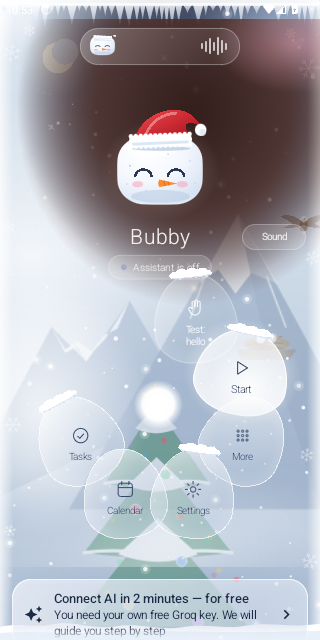 Bubby
Sound
Assistant is off
Test:
hello
Start
Tasks
More
Calendar
Settings
Connect AI in 2 minutes — for free
You need your own free Groq key. We will
guide you step by step